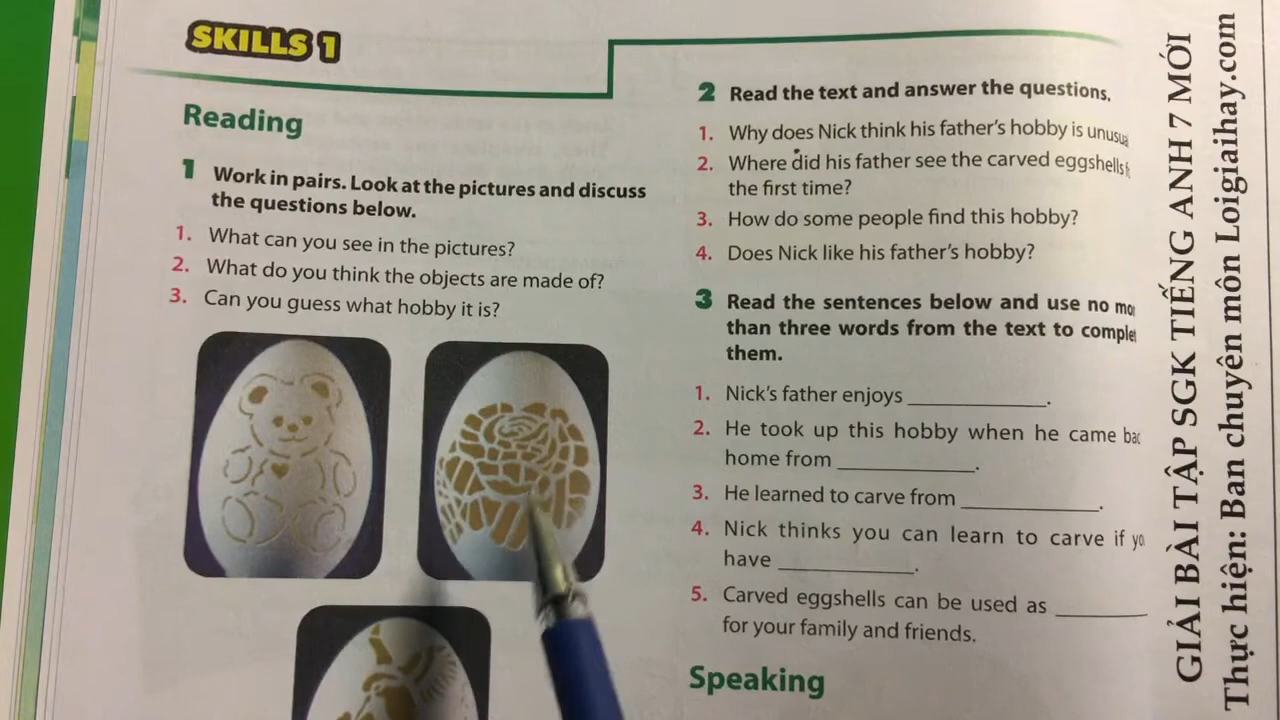 SKILLS 1
Reading
1 Work in pairs. Look at the pictures and discuss
the questions below.
1. What can you see in the pictures?
2. What do you think the objects are made of?
3. Can you guess what hobby it is?
2 Read the text and answer the questions.
1. Why does Nick think his father's hobby is unusua
2. Where did his father see the carved eggshells
the first time?
3. How do some people find this hobby?
4. Does Nick like his father's hobby?
3 Read the sentences below and use no mo
than three words from the text to complet
them.
1. Nick's father enjoys ____________.
2. He took up this hobby when he came bac
home from ____________.
3. He learned to carve from ____________.
4. Nick thinks you can learn to carve if yo
have ____________.
5. Carved eggshells can be used as ________
for your family and friends.
Speaking
GIẢI BÀI TẬP SGK TIẾNG ANH 7 MỚI
Thực hiện: Ban chuyên môn Loigiaihay.com